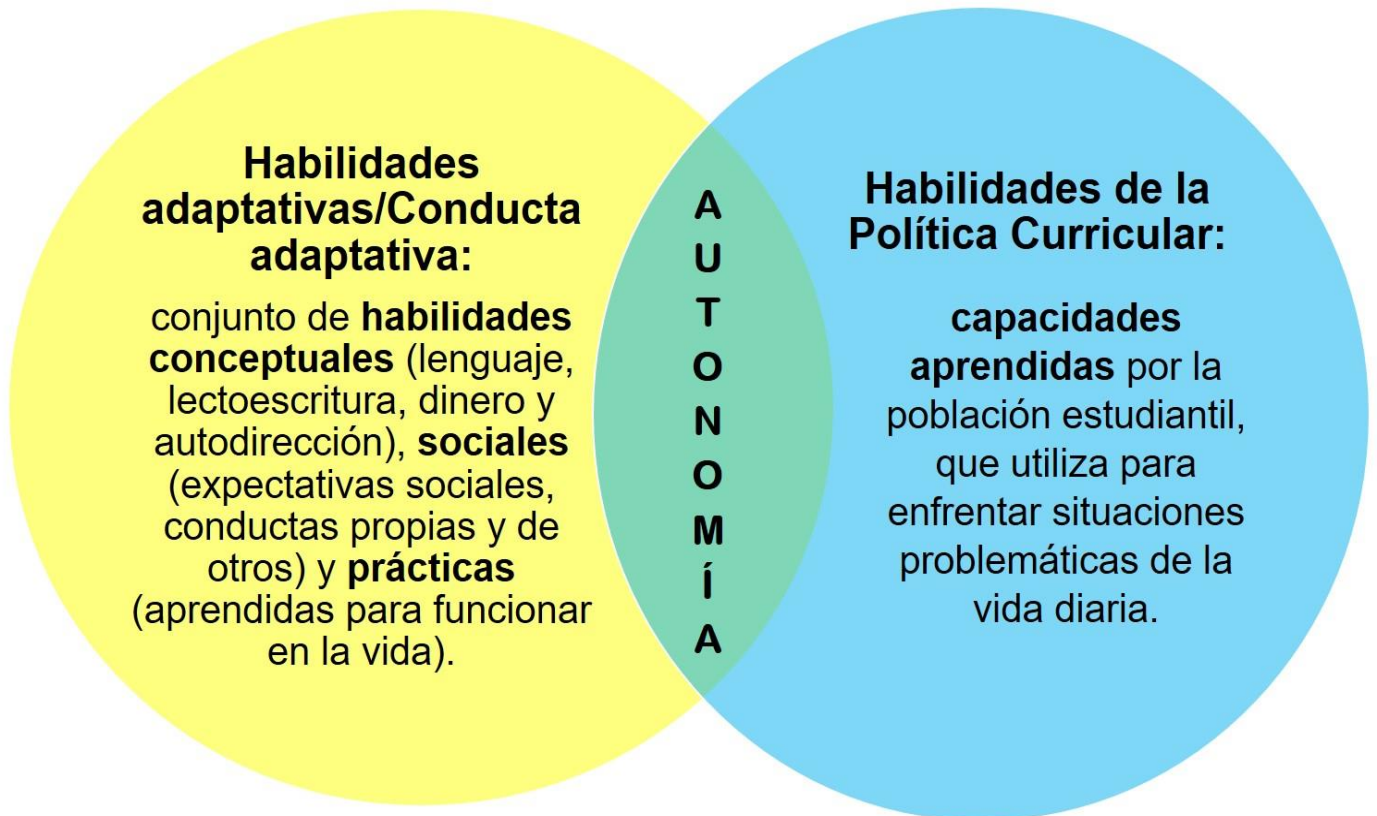 Habilidades
adaptativas/Conducta
adaptativa:
conjunto de habilidades
conceptuales (lenguaje,
lectoescritura, dinero y
autodirección), sociales
(expectativas sociales,
conductas propias y de
otros) y prácticas
(aprendidas para funcionar
en la vida).
A
U
T
O
N
O
M
Í
A
Habilidades de la
Política Curricular:
capacidades
aprendidas por la
población estudiantil,
que utiliza para
enfrentar situaciones
problemáticas de la
vida diaria.